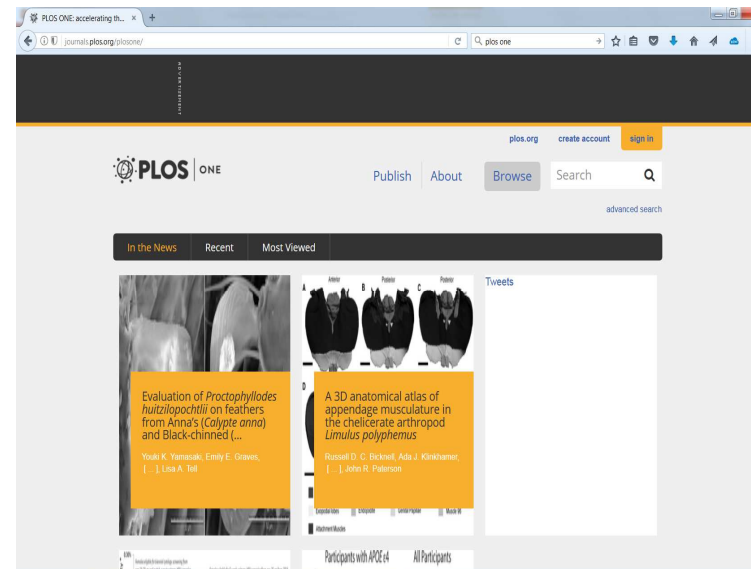 PLOS ONE: accelerating th...
journals.plos.org/plosone/
plos one
ADVERTISEMENT
plos.org create account sign in
PLOS ONE
Publish About Browse Search
advanced search
In the News Recent Most Viewed
Evaluation of Proctophyllodes
huitzilopochtlii on feathers
from Anna's (Calypte anna)
and Black-chinned (...
Youki K. Yamasaki, Emily E. Graves,
[ ... ], Lisa A. Tell
Anterior Posterior Posterior
A B C
D
A 3D anatomical atlas of
appendage musculature in
the chelicerate arthropod
Limulus polyphemus
Russell D. C. Bicknell, Ada J. Klinkhamer,
[ ... ], John R. Paterson
Attachment Muscles
Tweets
Participants with APOE ε4 All Participants